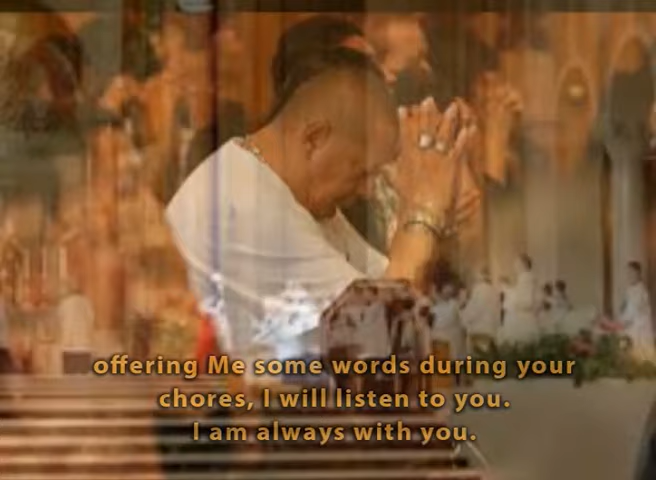 offering Me some words during your
chores, I will listen to you.
I am always with you.